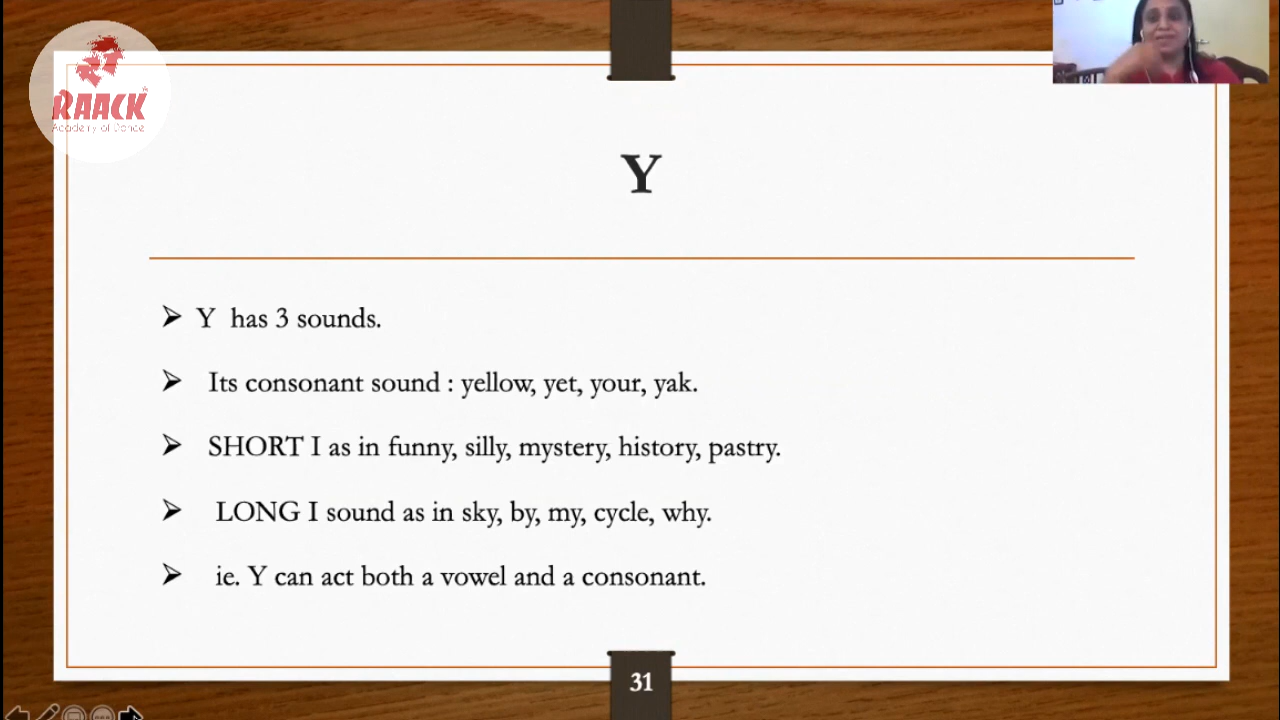 RAACK
Academy of Dance
Y
Y has 3 sounds.
Its consonant sound : yellow, yet, your, yak.
SHORT I as in funny, silly, mystery, history, pastry.
LONG I sound as in sky, by, my, cycle, why.
ie. Y can act both a vowel and a consonant.
31